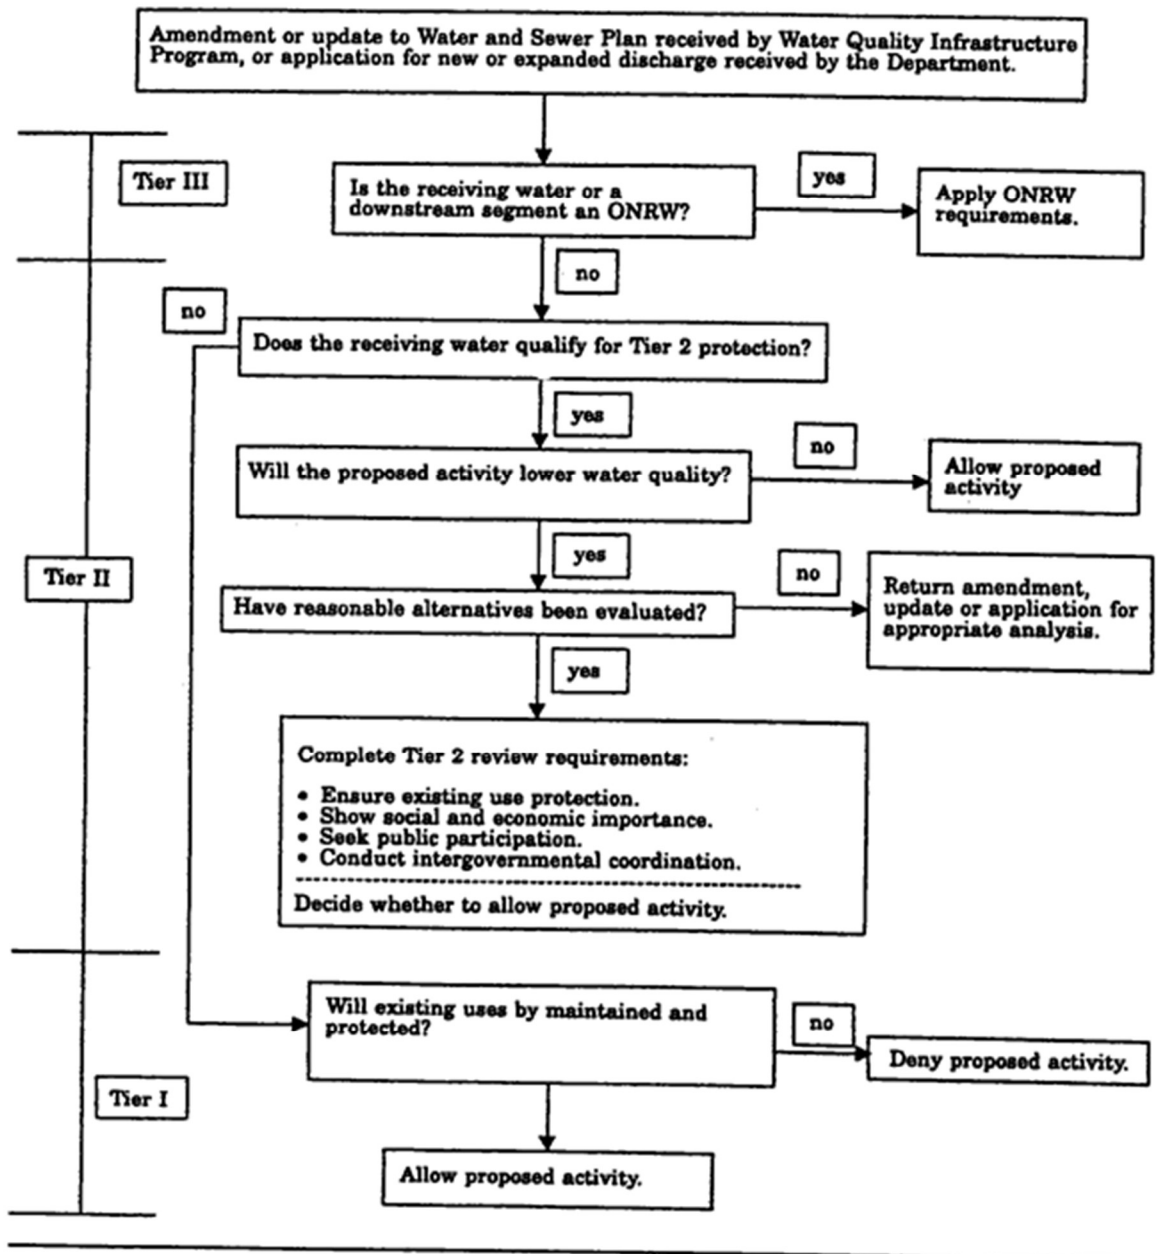 Amendment or update to Water and Sewer Plan received by Water Quality Infrastructure
Program, or application for new or expanded discharge received by the Department.
Tier III
Is the receiving water or a
downstream segment an ONRW?
yes
Apply ONRW
requirements.
no
no
Does the receiving water qualify for Tier 2 protection?
yes
Will the proposed activity lower water quality?
no
Allow proposed
activity
Tier II
yes
Have reasonable alternatives been evaluated?
no
Return amendment,
update or application for
appropriate analysis.
yes
Complete Tier 2 review requirements:
• Ensure existing use protection.
• Show social and economic importance.
• Seek public participation.
• Conduct intergovernmental coordination.
Decide whether to allow proposed activity.
Will existing uses by maintained and
protected?
no
Deny proposed activity.
Tier I
Allow proposed activity.